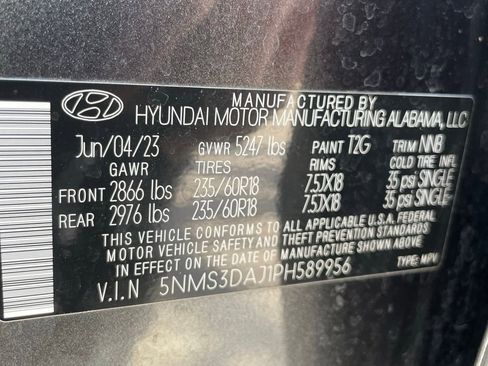 MANUFACTURED BY
HYUNDAI MOTOR MANUFACTURING ALABAMA, LLC
Jun/04/23 GVWR 5247 lbs PAINT T2G TRIM NNB
GAWR TIRES RIMS COLD TIRE INFL
FRONT 2866 lbs 235/60R18 7.5JX18 35 psi SINGLE
REAR 2976 lbs 235/60R18 7.5JX18 35 psi SINGLE
THIS VEHICLE CONFORMS TO ALL APPLICABLE U.S.A. FEDERAL
MOTOR VEHICLE SAFETY AND THEFT PREVENTION STANDARDS
IN EFFECT ON THE DATE OF MANUFACTURE SHOWN ABOVE.
V.I.N 5NMS3DAJ1PH589956 TYPE: MPV